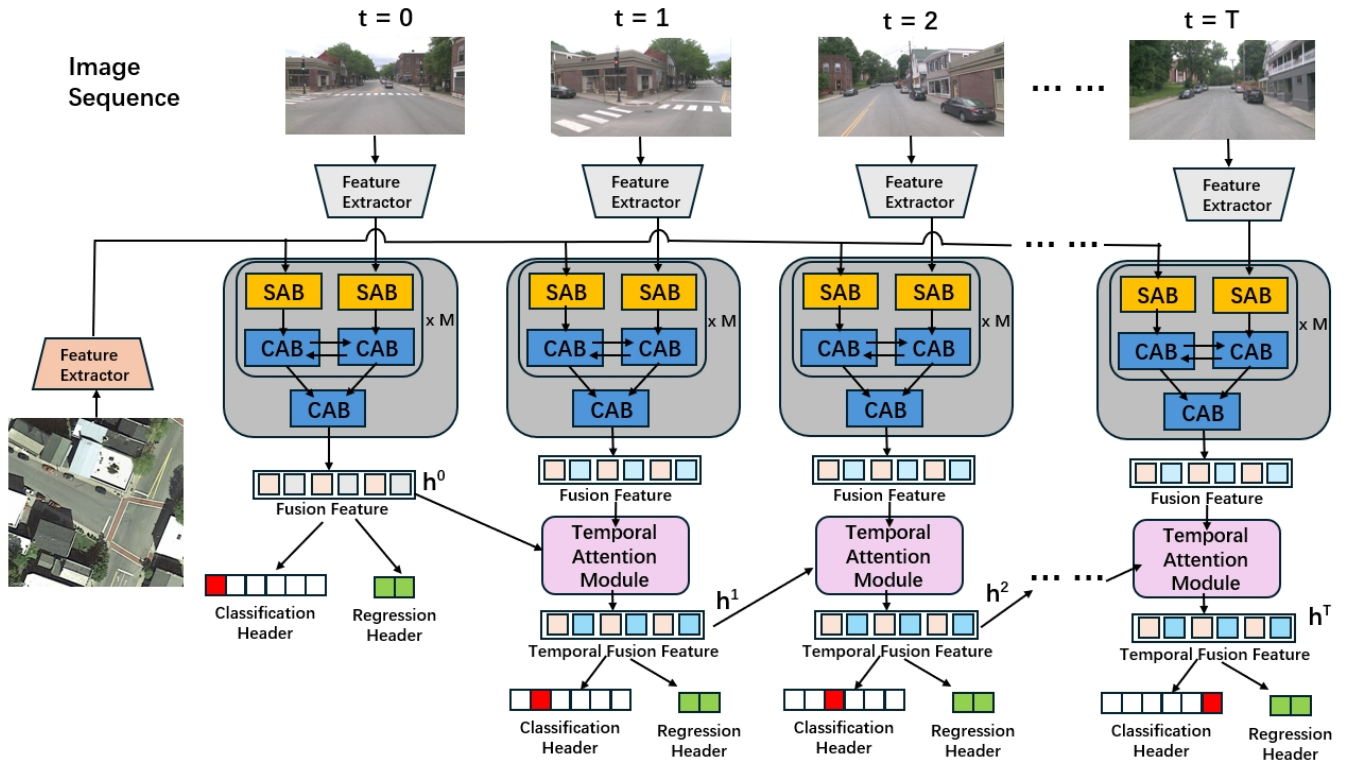 t = 0
t = 1
t = 2
t = T
Image
Sequence
... ...
Feature
Extractor
Feature
Extractor
Feature
Extractor
Feature
Extractor
... ...
SAB
SAB
SAB
SAB
SAB
SAB
SAB
SAB
x M
x M
x M
x M
CAB
CAB
CAB
CAB
CAB
CAB
CAB
CAB
Feature
Extractor
CAB
CAB
CAB
CAB
h⁰
Fusion Feature
Fusion Feature
Fusion Feature
Fusion Feature
Temporal
Attention
Module
Temporal
Attention
Module
Temporal
Attention
Module
... ...
Classification
Header
Regression
Header
h¹
h²
hᵀ
Temporal Fusion Feature
Temporal Fusion Feature
Temporal Fusion Feature
Classification
Header
Regression
Header
Classification
Header
Regression
Header
Classification
Header
Regression
Header